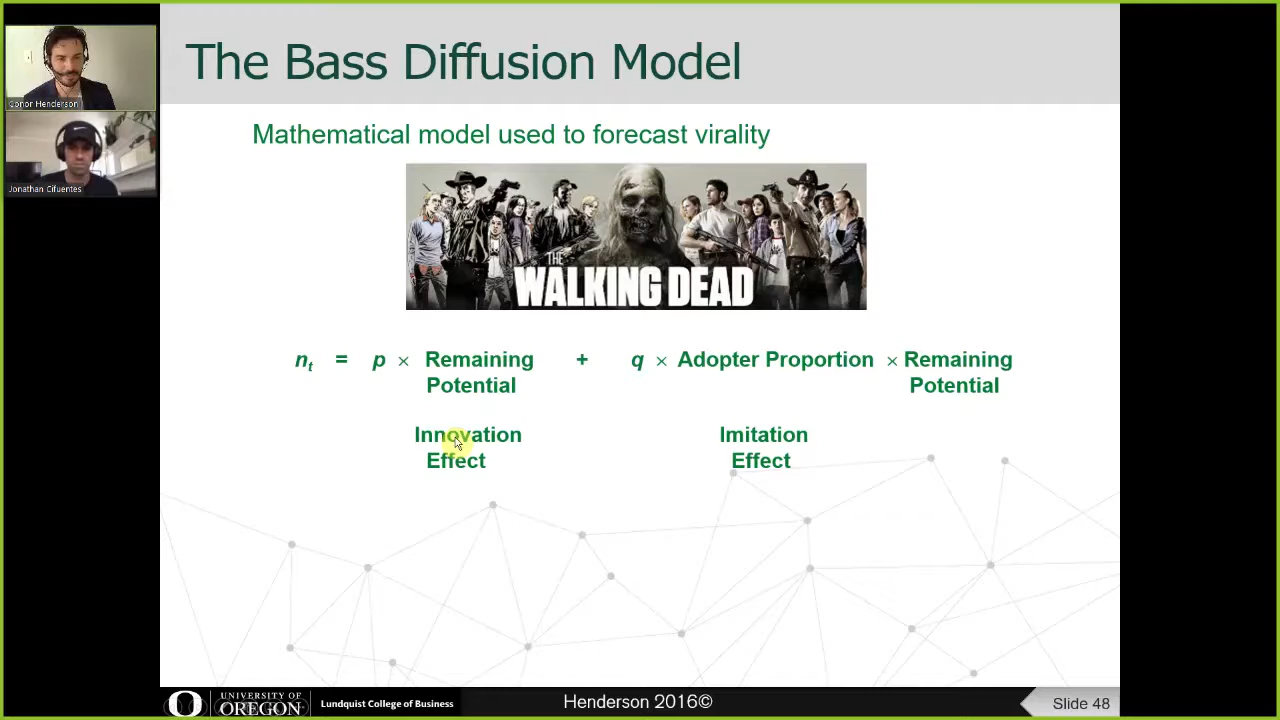 The Bass Diffusion Model
Conor Henderson
Jonathan Cifuentes
Mathematical model used to forecast virality
THE
WALKING DEAD
nt = p × Remaining Potential + q × Adopter Proportion × Remaining Potential
Innovation Effect
Imitation Effect
O
UNIVERSITY OF
OREGON
Lundquist College of Business
Henderson 2016©
Slide 48